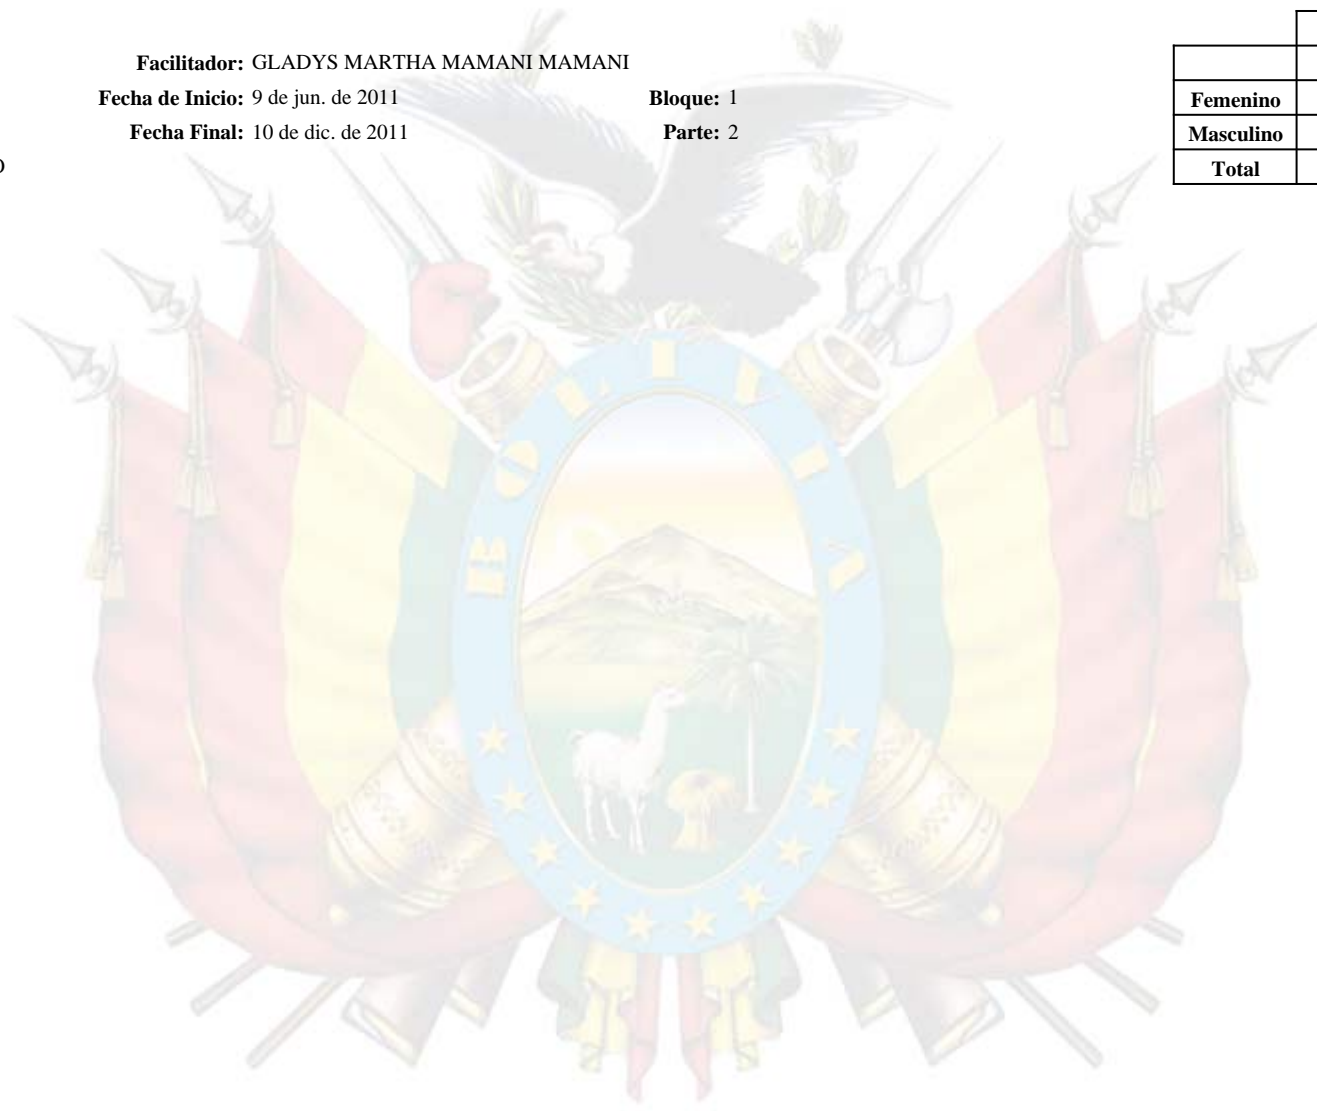 Facilitador: GLADYS MARTHA MAMANI MAMANI
Fecha de Inicio: 9 de jun. de 2011 Bloque: 1
Fecha Final: 10 de dic. de 2011 Parte: 2
Femenino
Masculino
Total
BOLIVIA